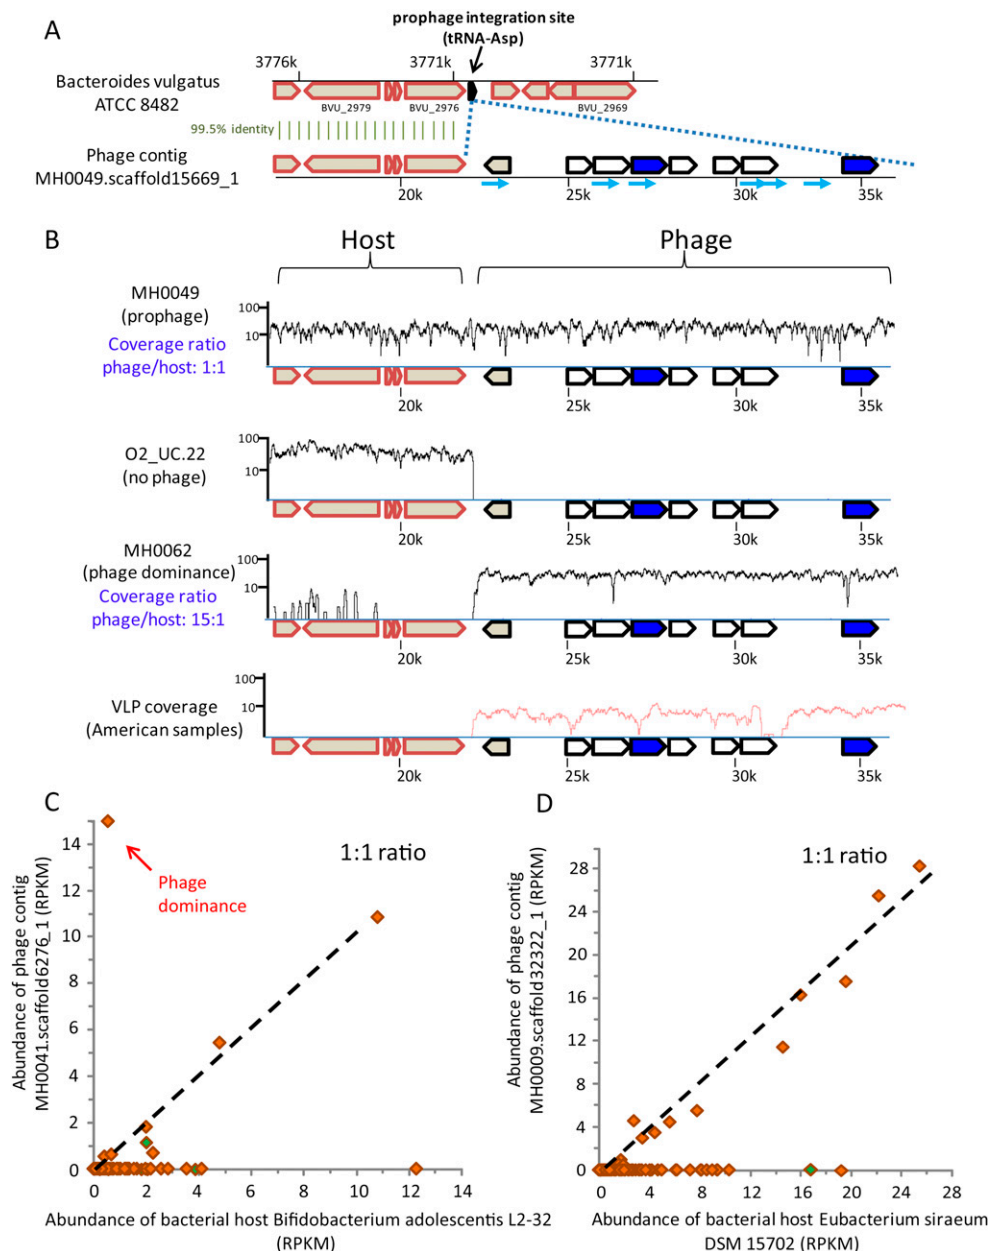 A
prophage integration site
(tRNA-Asp)
3776k 3771k 3771k
Bacteroides vulgatus
ATCC 8482
BVU_2979 BVU_2976 BVU_2969
99.5% identity
Phage contig
MH0049.scaffold15669_1
20k 25k 30k 35k
B
Host Phage
MH0049
(prophage)
Coverage ratio
phage/host: 1:1
100
10
20k 25k 30k 35k
O2_UC.22
(no phage)
100
10
20k 25k 30k 35k
MH0062
(phage dominance)
Coverage ratio
phage/host: 15:1
100
10
20k 25k 30k 35k
VLP coverage
(American samples)
100
10
20k 25k 30k 35k
C
Abundance of phage contig
MH0041.scaffold6276_1 (RPKM)
14
12
10
8
6
4
2
0
1:1 ratio
Phage
dominance
0 2 4 6 8 10 12 14
Abundance of bacterial host Bifidobacterium adolescentis L2-32
(RPKM)
D
Abundance of phage contig
MH0009.scaffold32322_1 (RPKM)
28
24
20
16
12
8
4
0
1:1 ratio
0 4 8 12 16 20 24 28
Abundance of bacterial host Eubacterium siraeum
DSM 15702 (RPKM)